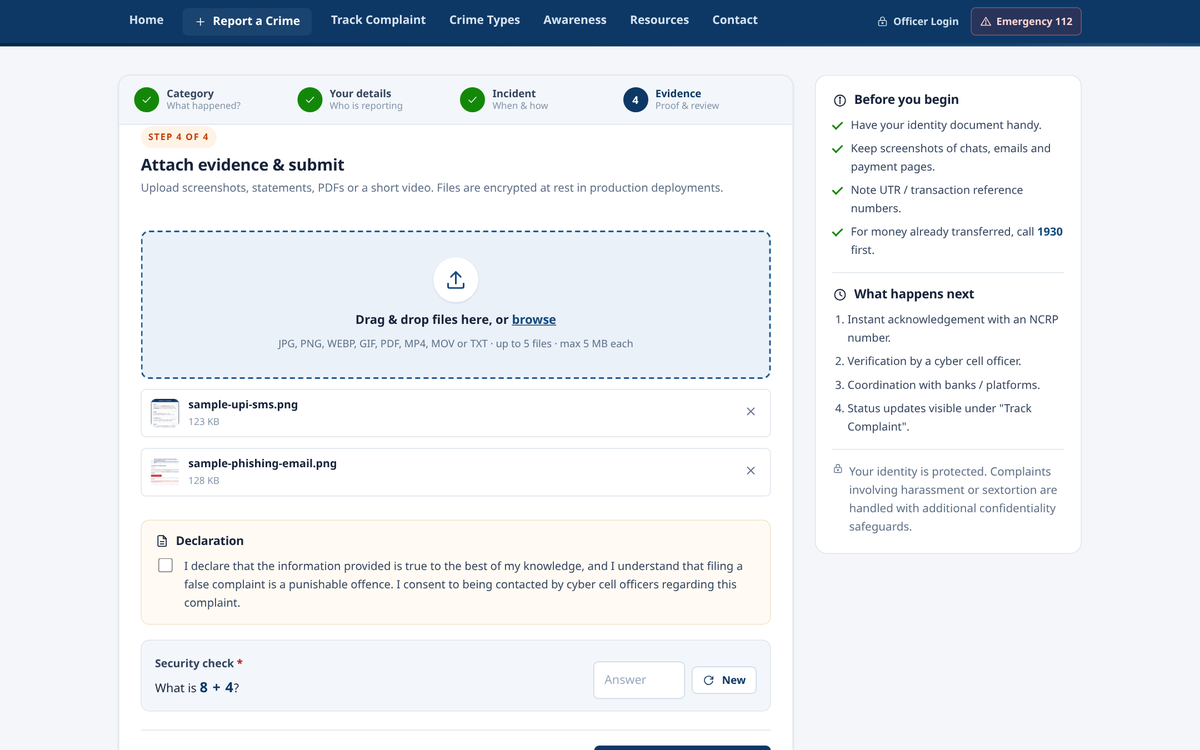 Home
Report a Crime
Track Complaint
Crime Types
Awareness
Resources
Contact
Officer Login
Emergency 112
Category
What happened?
Your details
Who is reporting
Incident
When & how
4
Evidence
Proof & review
STEP 4 OF 4
Attach evidence & submit
Upload screenshots, statements, PDFs or a short video. Files are encrypted at rest in production deployments.
Drag & drop files here, or browse
JPG, PNG, WEBP, GIF, PDF, MP4, MOV or TXT · up to 5 files · max 5 MB each
sample-upi-sms.png
123 KB
sample-phishing-email.png
128 KB
Declaration
I declare that the information provided is true to the best of my knowledge, and I understand that filing a
false complaint is a punishable offence. I consent to being contacted by cyber cell officers regarding this
complaint.
Security check *
What is 8 + 4?
Answer
New
Before you begin
Have your identity document handy.
Keep screenshots of chats, emails and
payment pages.
Note UTR / transaction reference
numbers.
For money already transferred, call 1930
first.
What happens next
1. Instant acknowledgement with an NCRP
number.
2. Verification by a cyber cell officer.
3. Coordination with banks / platforms.
4. Status updates visible under "Track
Complaint".
Your identity is protected. Complaints
involving harassment or sextortion are
handled with additional confidentiality
safeguards.